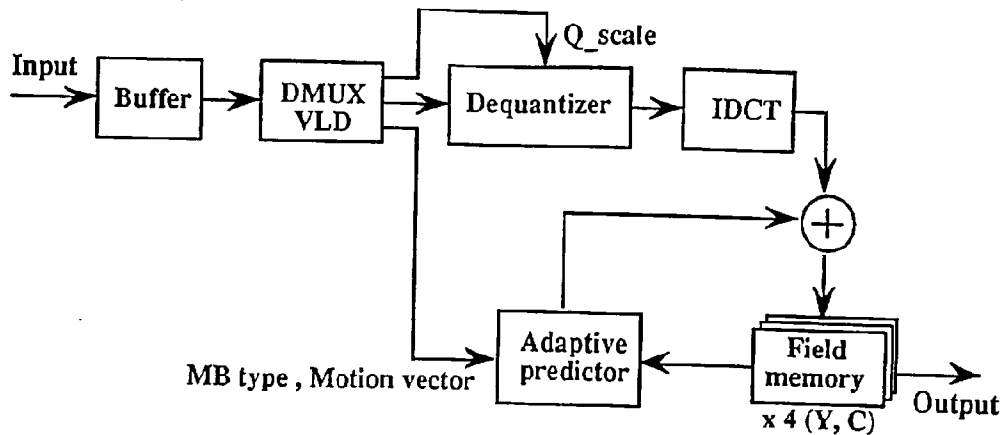 Input
Buffer
DMUX
VLD
Q_scale
Dequantizer
IDCT
+
MB type , Motion vector
Adaptive
predictor
Field
memory
x 4 (Y, C)
Output